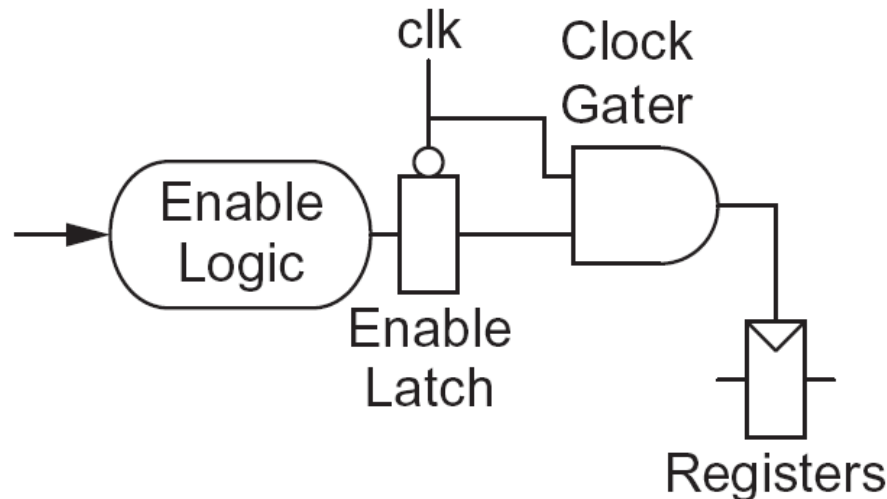 clk
Clock
Gater
Enable
Logic
Enable
Latch
Registers